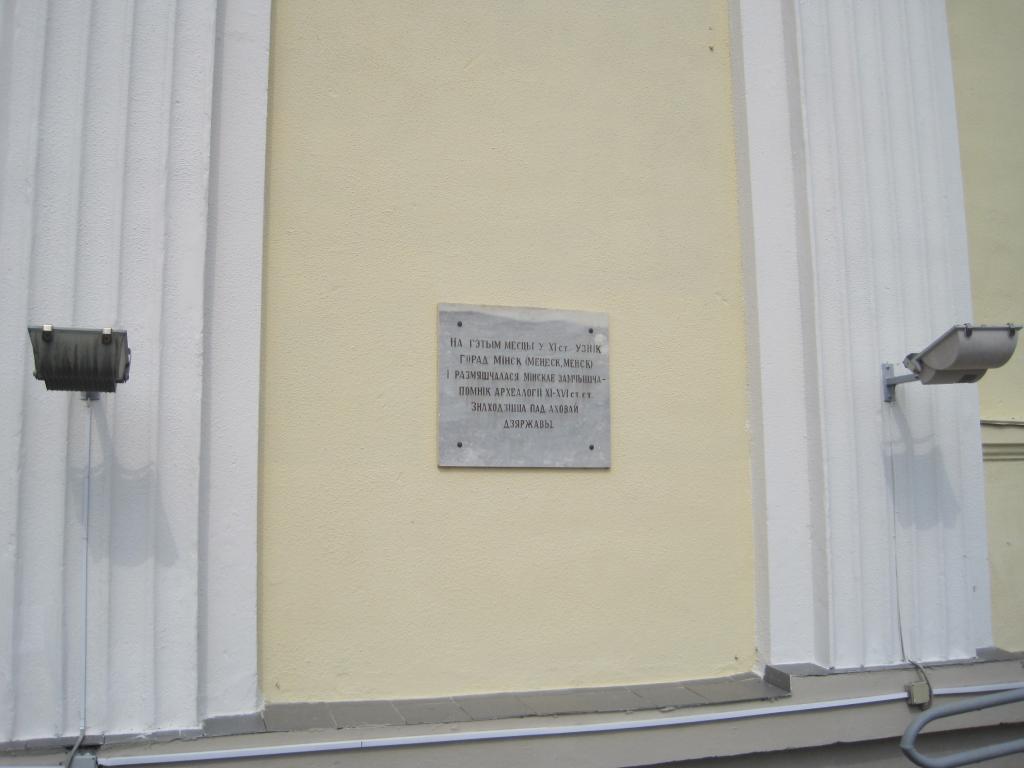 НА ГЭТЫМ МЕСЦЫ Ў XI ст. УЗНІК
ГОРАД МІНСК (МЕНЕСК, МЕНСК)
І РАЗМЯШЧАЛАСЯ МІНСКАЕ ЗАМЧЫШЧА-
ПОМНІК АРХЕАЛОГІІ XI-XVI ст.ст.
ЗНАХОДЗІЦЦА ПАД АХОВАЙ
ДЗЯРЖАВЫ.